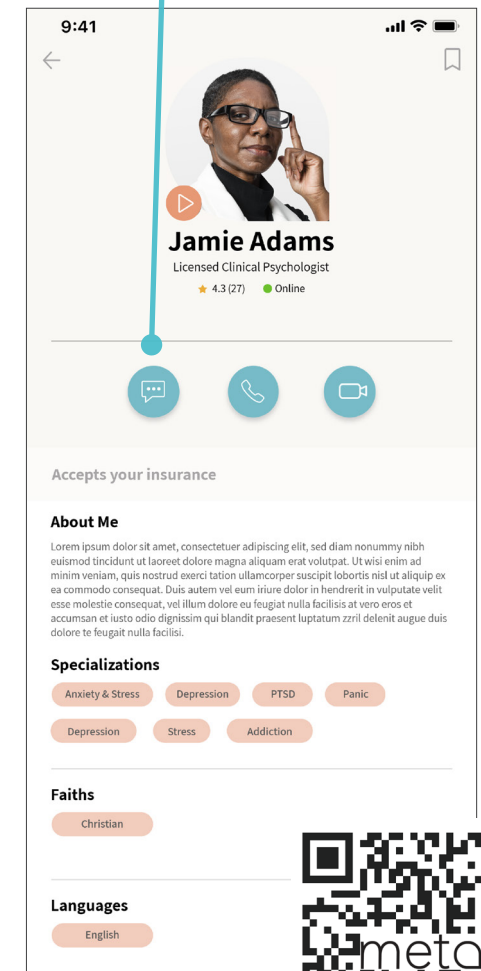 9:41
Jamie Adams
Licensed Clinical Psychologist
4.3 (27) Online
Accepts your insurance
About Me
Lorem ipsum dolor sit amet, consectetuer adipiscing elit, sed diam nonummy nibh
euismod tincidunt ut laoreet dolore magna aliquam erat volutpat. Ut wisi enim ad
minim veniam, quis nostrud exerci tation ullamcorper suscipit lobortis nisl ut aliquip ex
ea commodo consequat. Duis autem vel eum iriure dolor in hendrerit in vulputate velit
esse molestie consequat, vel illum dolore eu feugiat nulla facilisis at vero eros et
accumsan et iusto odio dignissim qui blandit praesent luptatum zzril delenit augue duis
dolore te feugait nulla facilisi.
Specializations
Anxiety & Stress Depression PTSD Panic
Depression Stress Addiction
Faiths
Christian
Languages
English